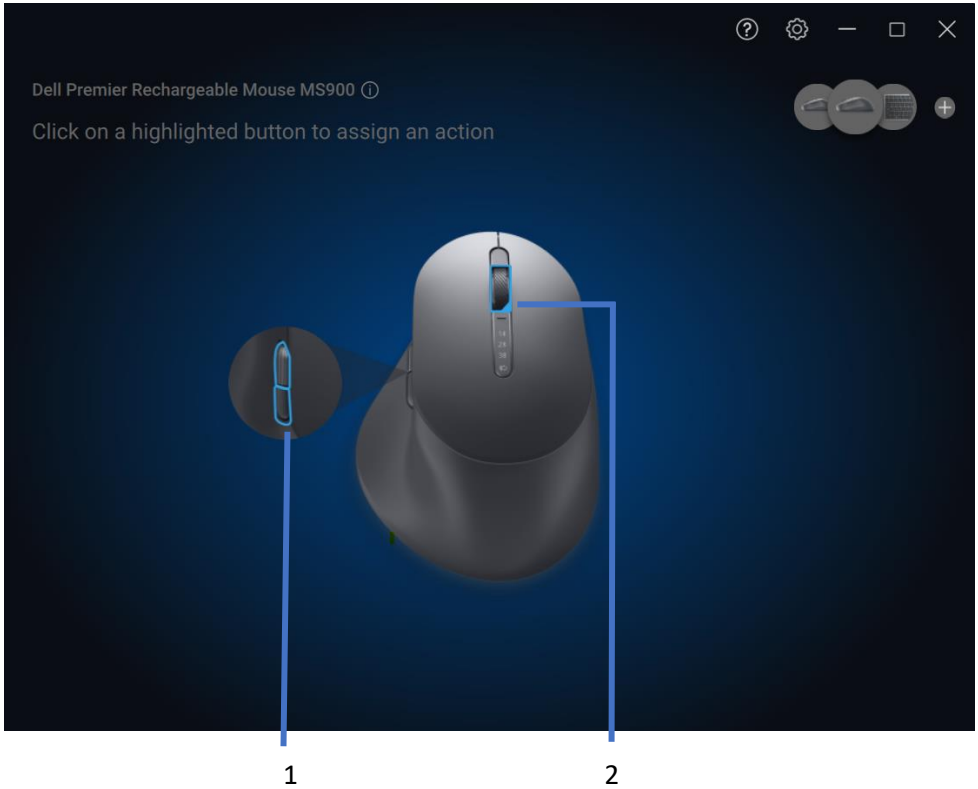 Dell Premier Rechargeable Mouse MS900
Click on a highlighted button to assign an action
1
2